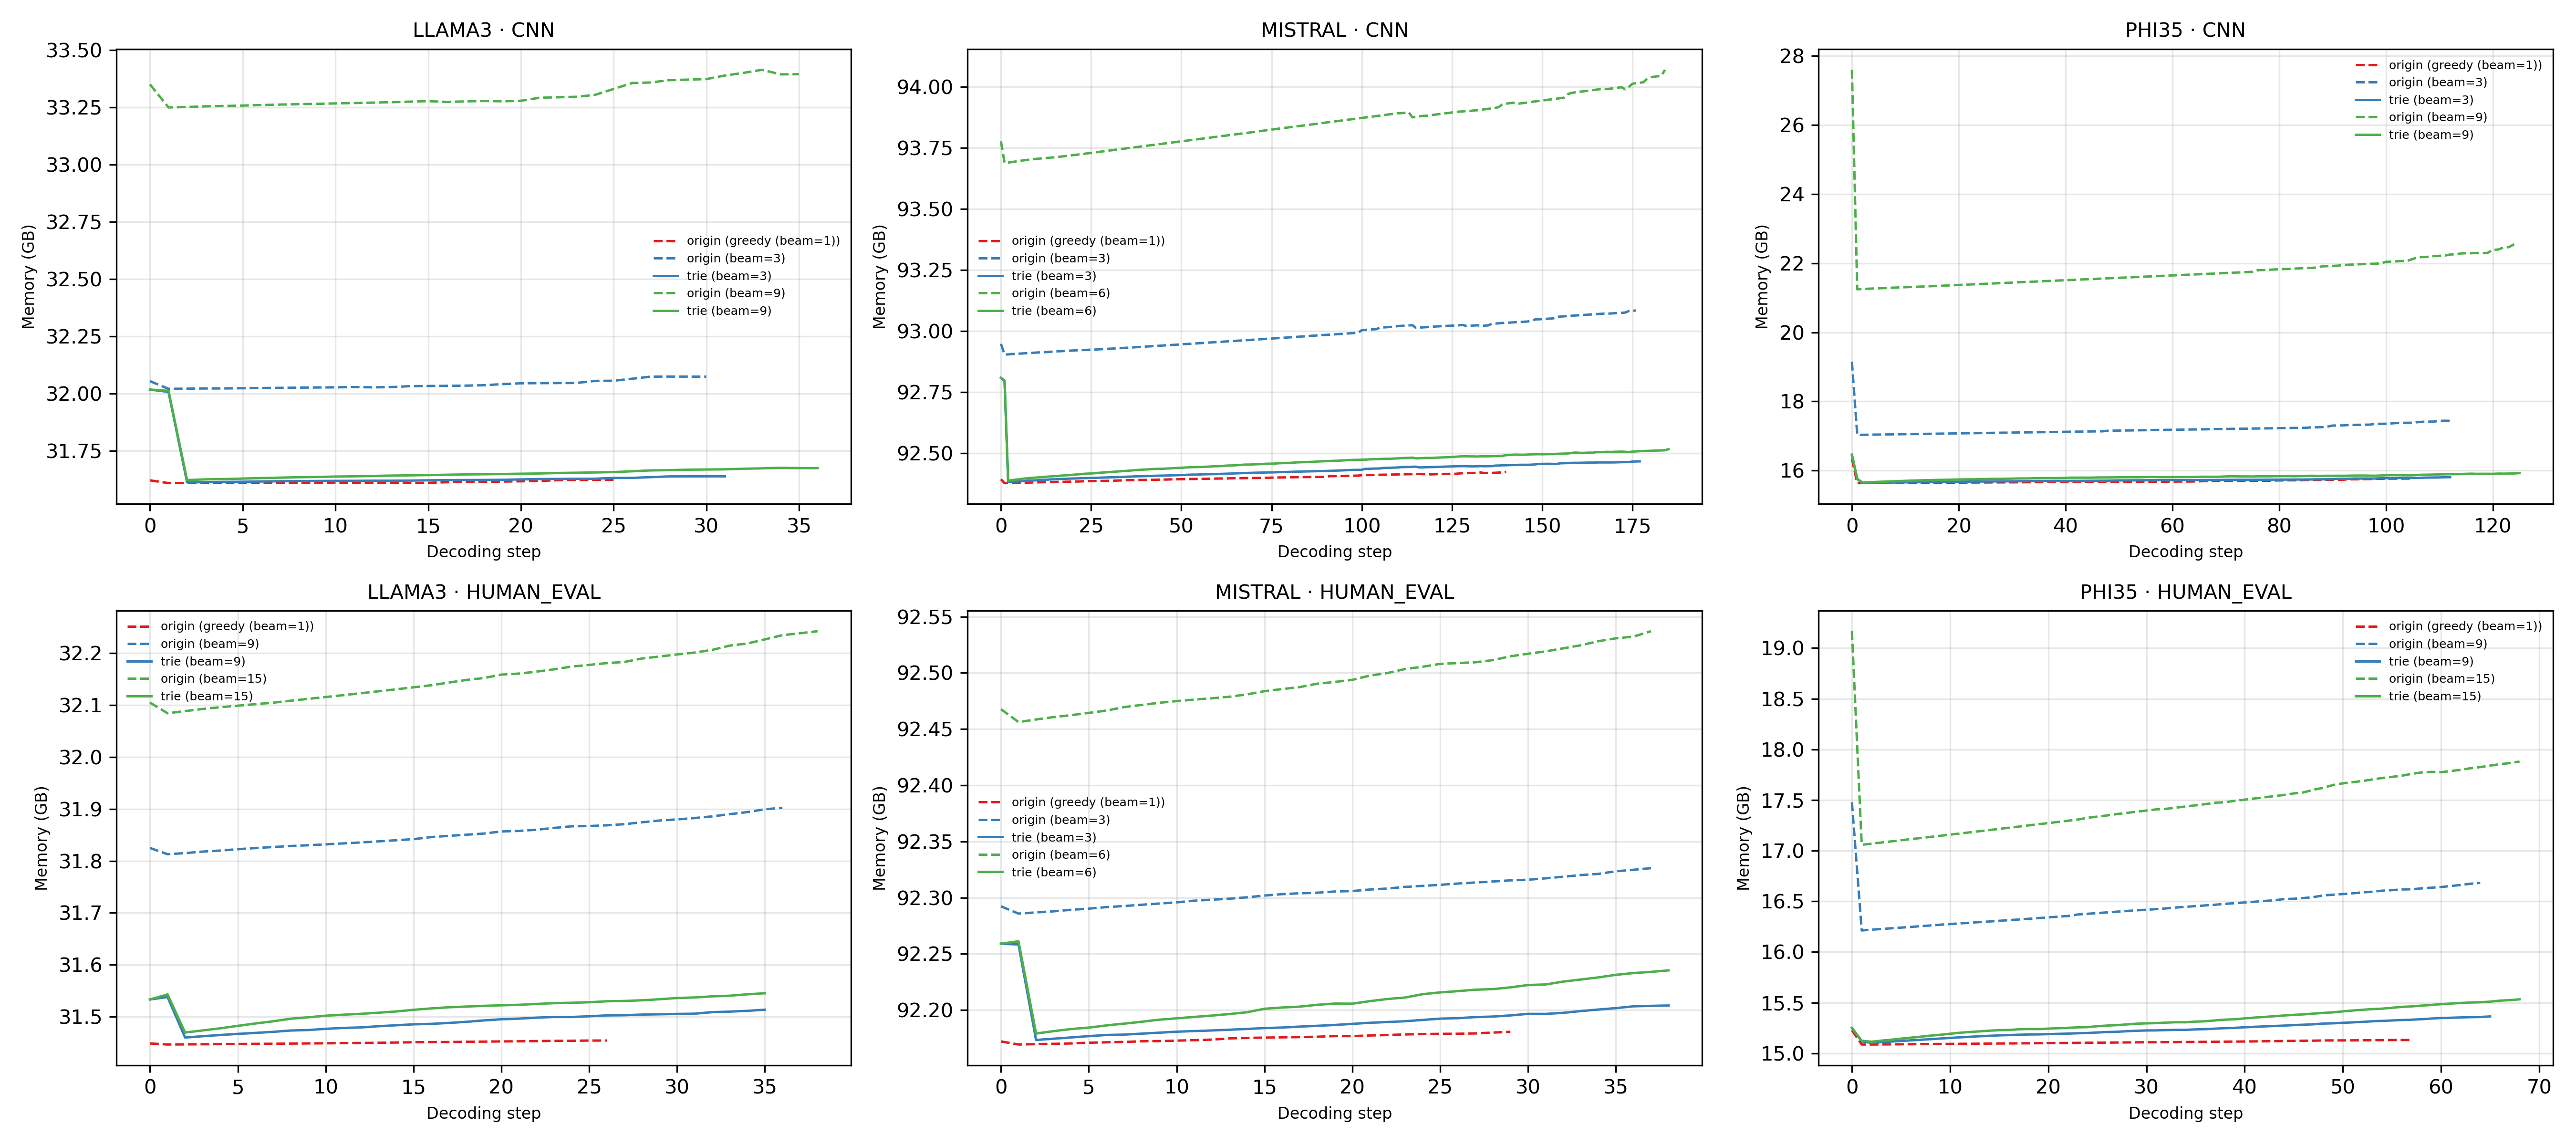 LLAMA3 · CNN
Memory (GB)
33.50
33.25
33.00
32.75
32.50
32.25
32.00
31.75
origin (greedy (beam=1))
origin (beam=3)
trie (beam=3)
origin (beam=9)
trie (beam=9)
0 5 10 15 20 25 30 35
Decoding step
MISTRAL · CNN
Memory (GB)
94.00
93.75
93.50
93.25
93.00
92.75
92.50
origin (greedy (beam=1))
origin (beam=3)
trie (beam=3)
origin (beam=6)
trie (beam=6)
0 25 50 75 100 125 150 175
Decoding step
PHI35 · CNN
Memory (GB)
28
26
24
22
20
18
16
origin (greedy (beam=1))
origin (beam=3)
trie (beam=3)
origin (beam=9)
trie (beam=9)
0 20 40 60 80 100 120
Decoding step
LLAMA3 · HUMAN_EVAL
Memory (GB)
32.2
32.1
32.0
31.9
31.8
31.7
31.6
31.5
origin (greedy (beam=1))
origin (beam=9)
trie (beam=9)
origin (beam=15)
trie (beam=15)
0 5 10 15 20 25 30 35
Decoding step
MISTRAL · HUMAN_EVAL
Memory (GB)
92.55
92.50
92.45
92.40
92.35
92.30
92.25
92.20
origin (greedy (beam=1))
origin (beam=3)
trie (beam=3)
origin (beam=6)
trie (beam=6)
0 5 10 15 20 25 30 35
Decoding step
PHI35 · HUMAN_EVAL
Memory (GB)
19.0
18.5
18.0
17.5
17.0
16.5
16.0
15.5
15.0
origin (greedy (beam=1))
origin (beam=9)
trie (beam=9)
origin (beam=15)
trie (beam=15)
0 10 20 30 40 50 60 70
Decoding step